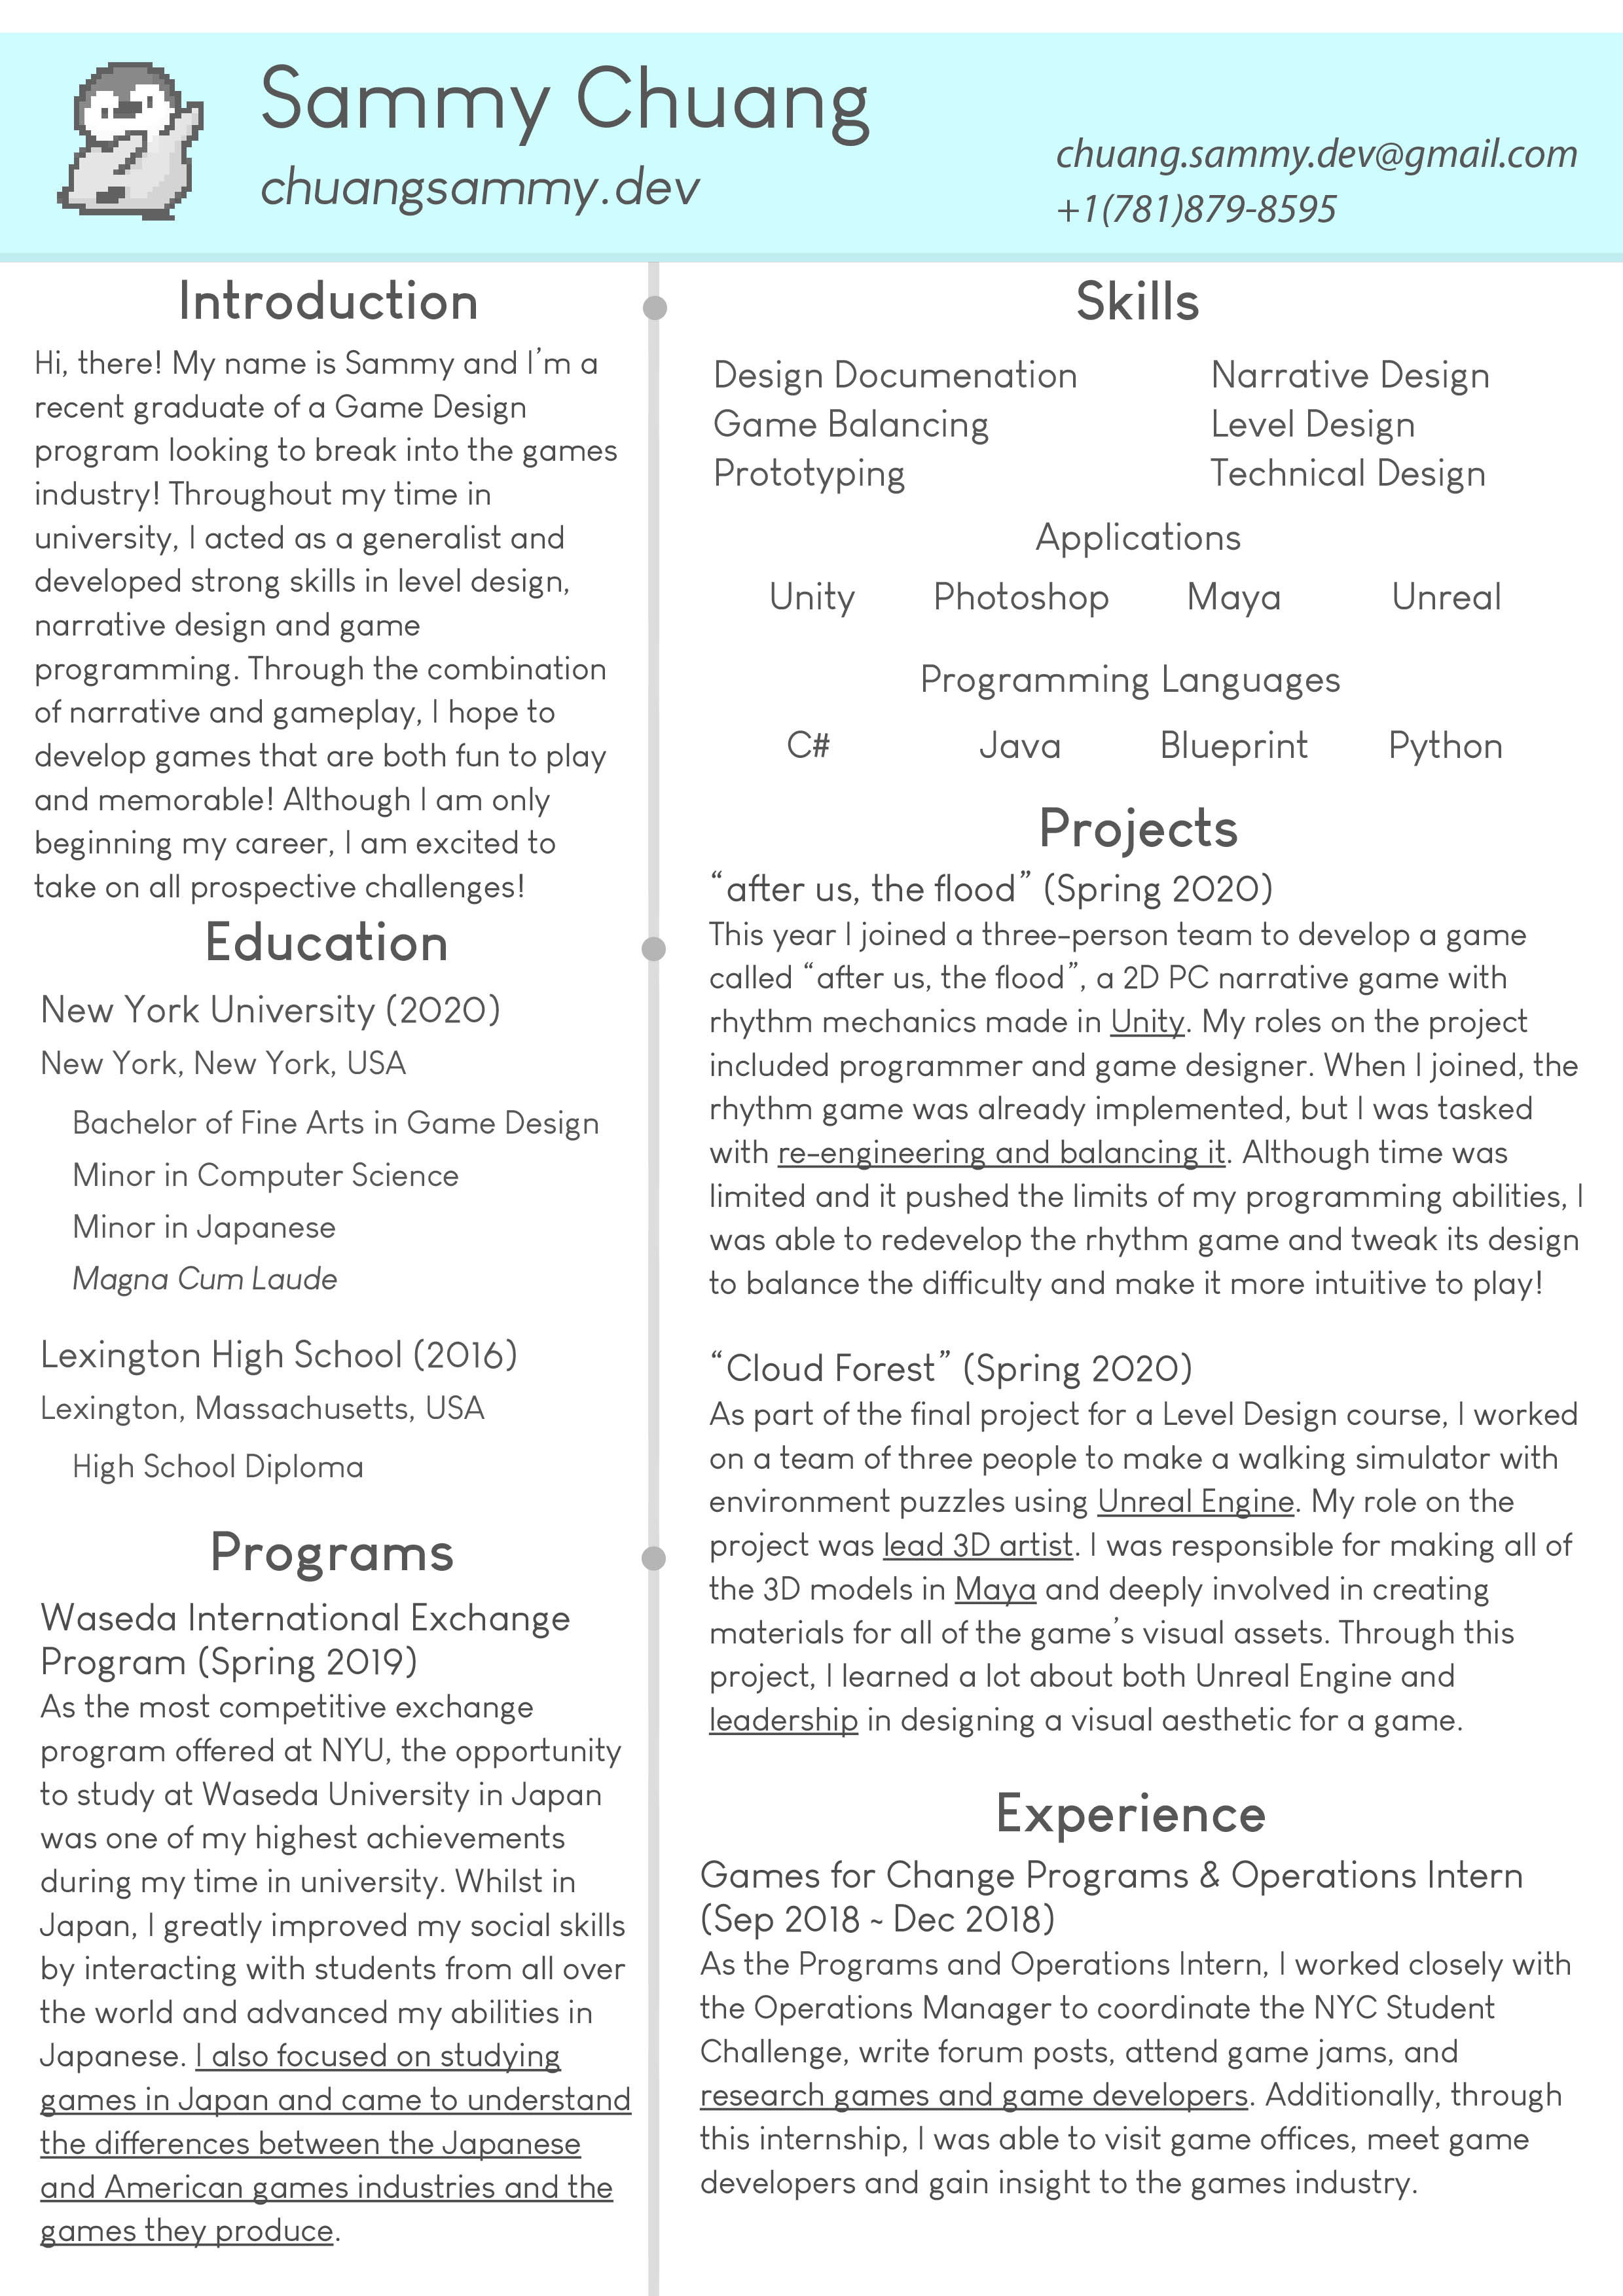 Sammy Chuang
chuangsammy.dev
chuang.sammy.dev@gmail.com
+1(781)879-8595
Introduction
Hi, there! My name is Sammy and I'm a
recent graduate of a Game Design
program looking to break into the games
industry! Throughout my time in
university, I acted as a generalist and
developed strong skills in level design,
narrative design and game
programming. Through the combination
of narrative and gameplay, I hope to
develop games that are both fun to play
and memorable! Although I am only
beginning my career, I am excited to
take on all prospective challenges!
Education
New York University (2020)
New York, New York, USA
Bachelor of Fine Arts in Game Design
Minor in Computer Science
Minor in Japanese
Magna Cum Laude
Lexington High School (2016)
Lexington, Massachusetts, USA
High School Diploma
Programs
Waseda International Exchange
Program (Spring 2019)
As the most competitive exchange
program offered at NYU, the opportunity
to study at Waseda University in Japan
was one of my highest achievements
during my time in university. Whilst in
Japan, I greatly improved my social skills
by interacting with students from all over
the world and advanced my abilities in
Japanese. I also focused on studying
games in Japan and came to understand
the differences between the Japanese
and American games industries and the
games they produce.
Skills
Design Documenation Narrative Design
Game Balancing Level Design
Prototyping Technical Design
Applications
Unity Photoshop Maya Unreal
Programming Languages
C# Java Blueprint Python
Projects
“after us, the flood” (Spring 2020)
This year I joined a three-person team to develop a game
called “after us, the flood”, a 2D PC narrative game with
rhythm mechanics made in Unity. My roles on the project
included programmer and game designer. When I joined, the
rhythm game was already implemented, but I was tasked
with re-engineering and balancing it. Although time was
limited and it pushed the limits of my programming abilities, I
was able to redevelop the rhythm game and tweak its design
to balance the difficulty and make it more intuitive to play!
“Cloud Forest” (Spring 2020)
As part of the final project for a Level Design course, I worked
on a team of three people to make a walking simulator with
environment puzzles using Unreal Engine. My role on the
project was lead 3D artist. I was responsible for making all of
the 3D models in Maya and deeply involved in creating
materials for all of the game's visual assets. Through this
project, I learned a lot about both Unreal Engine and
leadership in designing a visual aesthetic for a game.
Experience
Games for Change Programs & Operations Intern
(Sep 2018 ~ Dec 2018)
As the Programs and Operations Intern, I worked closely with
the Operations Manager to coordinate the NYC Student
Challenge, write forum posts, attend game jams, and
research games and game developers. Additionally, through
this internship, I was able to visit game offices, meet game
developers and gain insight to the games industry.